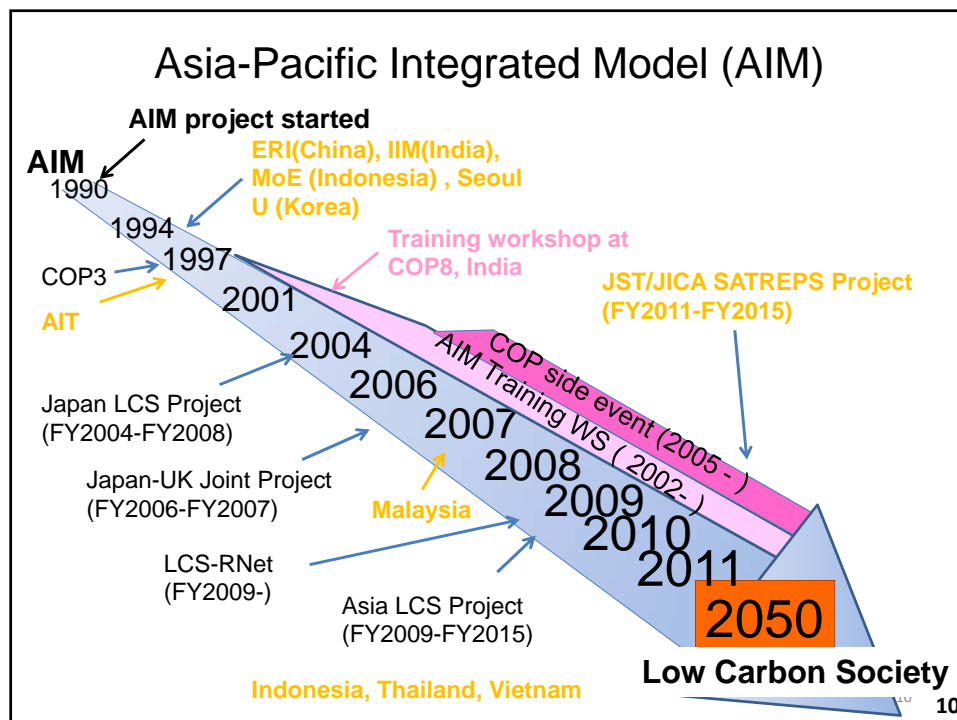 Asia-Pacific Integrated Model (AIM)
AIM project started
AIM
1990
ERI(China), IIM(India),
MoE (Indonesia) , Seoul
U (Korea)
1994
1997
Training workshop at
COP8, India
COP3
AIT
2001
JST/JICA SATREPS Project
(FY2011-FY2015)
2004
COP side event (2005 - )
AIM Training WS ( 2002- )
2006
Japan LCS Project
(FY2004-FY2008)
2007
2008
Japan-UK Joint Project
(FY2006-FY2007)
Malaysia
2009
2010
LCS-RNet
(FY2009-)
2011
Asia LCS Project
(FY2009-FY2015)
2050
Low Carbon Society
Indonesia, Thailand, Vietnam
10
10